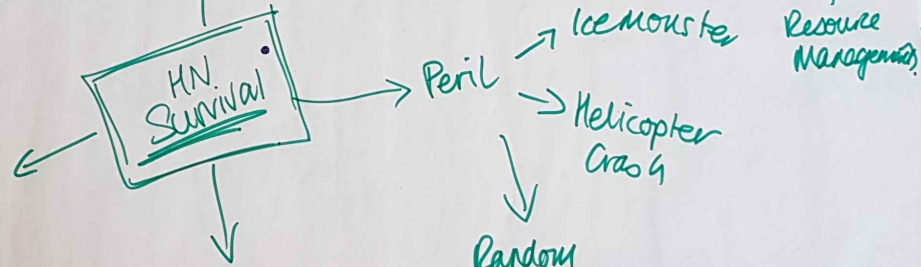 HN
Survival
Peril
Icemonster
Resource
Management
Helicopter
Crash
Random